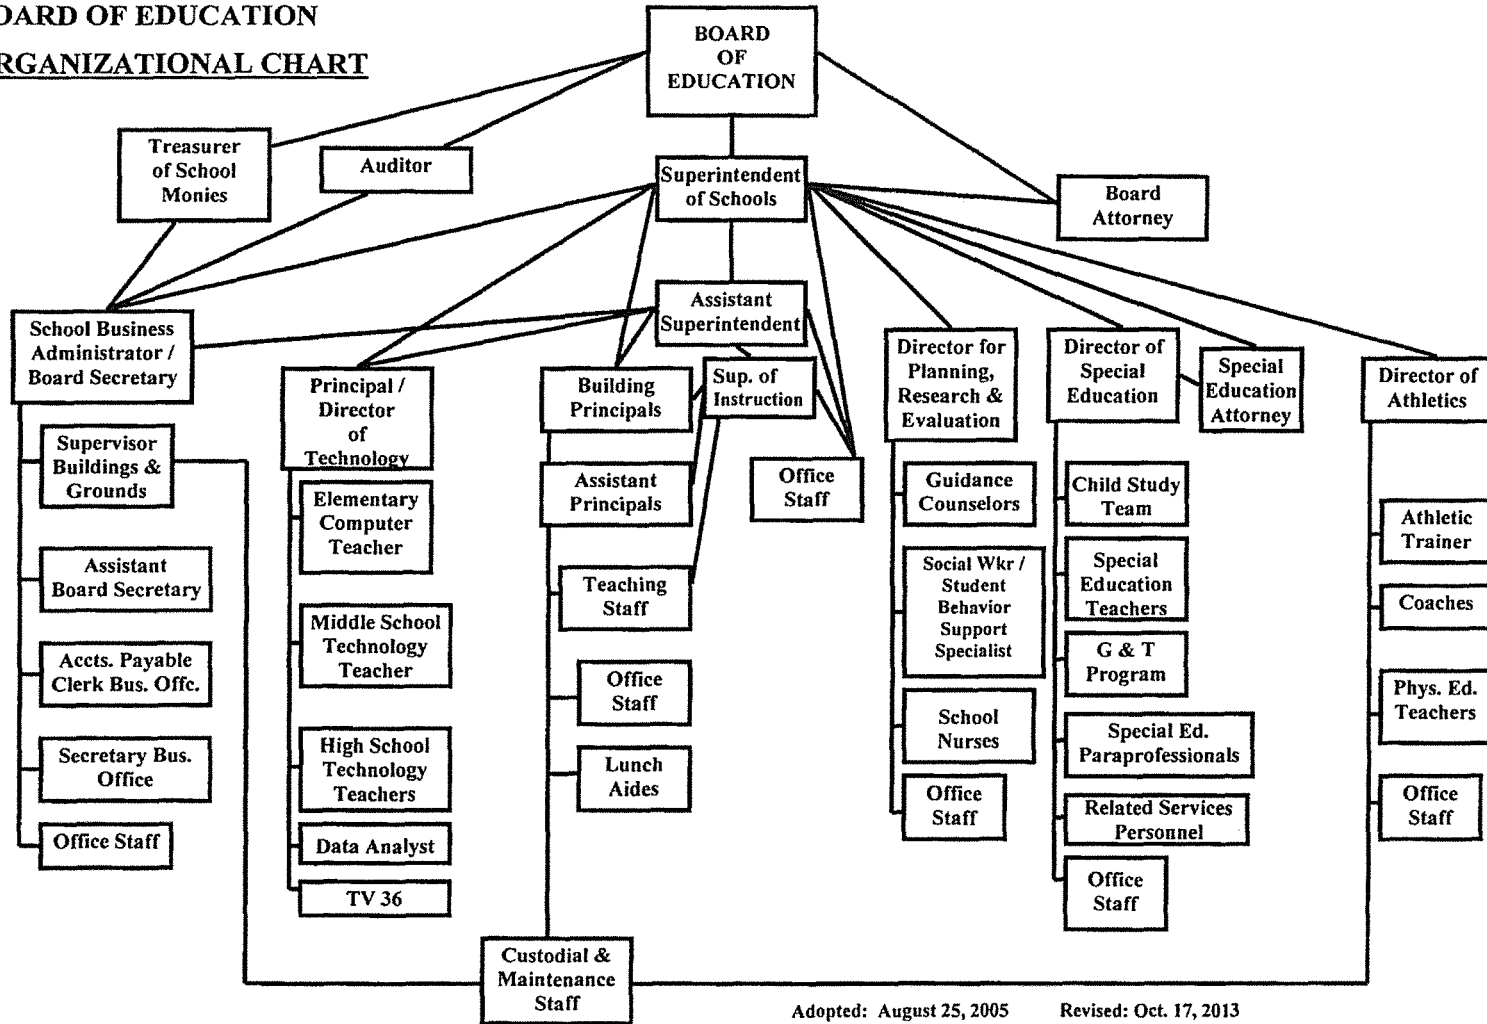 OARD OF EDUCATION
RGANIZATIONAL CHART
BOARD
OF
EDUCATION
Treasurer
of School
Monies
Auditor
Superintendent
of Schools
Board
Attorney
Assistant
Superintendent
School Business
Administrator /
Board Secretary
Principal /
Director
of
Technology
Building
Principals
Sup. of
Instruction
Director for
Planning,
Research &
Evaluation
Director of
Special
Education
Special
Education
Attorney
Director of
Athletics
Supervisor
Buildings &
Grounds
Assistant
Board Secretary
Accts. Payable
Clerk Bus. Offc.
Secretary Bus.
Office
Office Staff
Elementary
Computer
Teacher
Middle School
Technology
Teacher
High School
Technology
Teachers
Data Analyst
TV 36
Assistant
Principals
Teaching
Staff
Office
Staff
Lunch
Aides
Office
Staff
Guidance
Counselors
Social Wkr /
Student
Behavior
Support
Specialist
School
Nurses
Office
Staff
Child Study
Team
Special
Education
Teachers
G & T
Program
Special Ed.
Paraprofessionals
Related Services
Personnel
Office
Staff
Athletic
Trainer
Coaches
Phys. Ed.
Teachers
Office
Staff
Custodial &
Maintenance
Staff
Adopted: August 25, 2005 Revised: Oct. 17, 2013